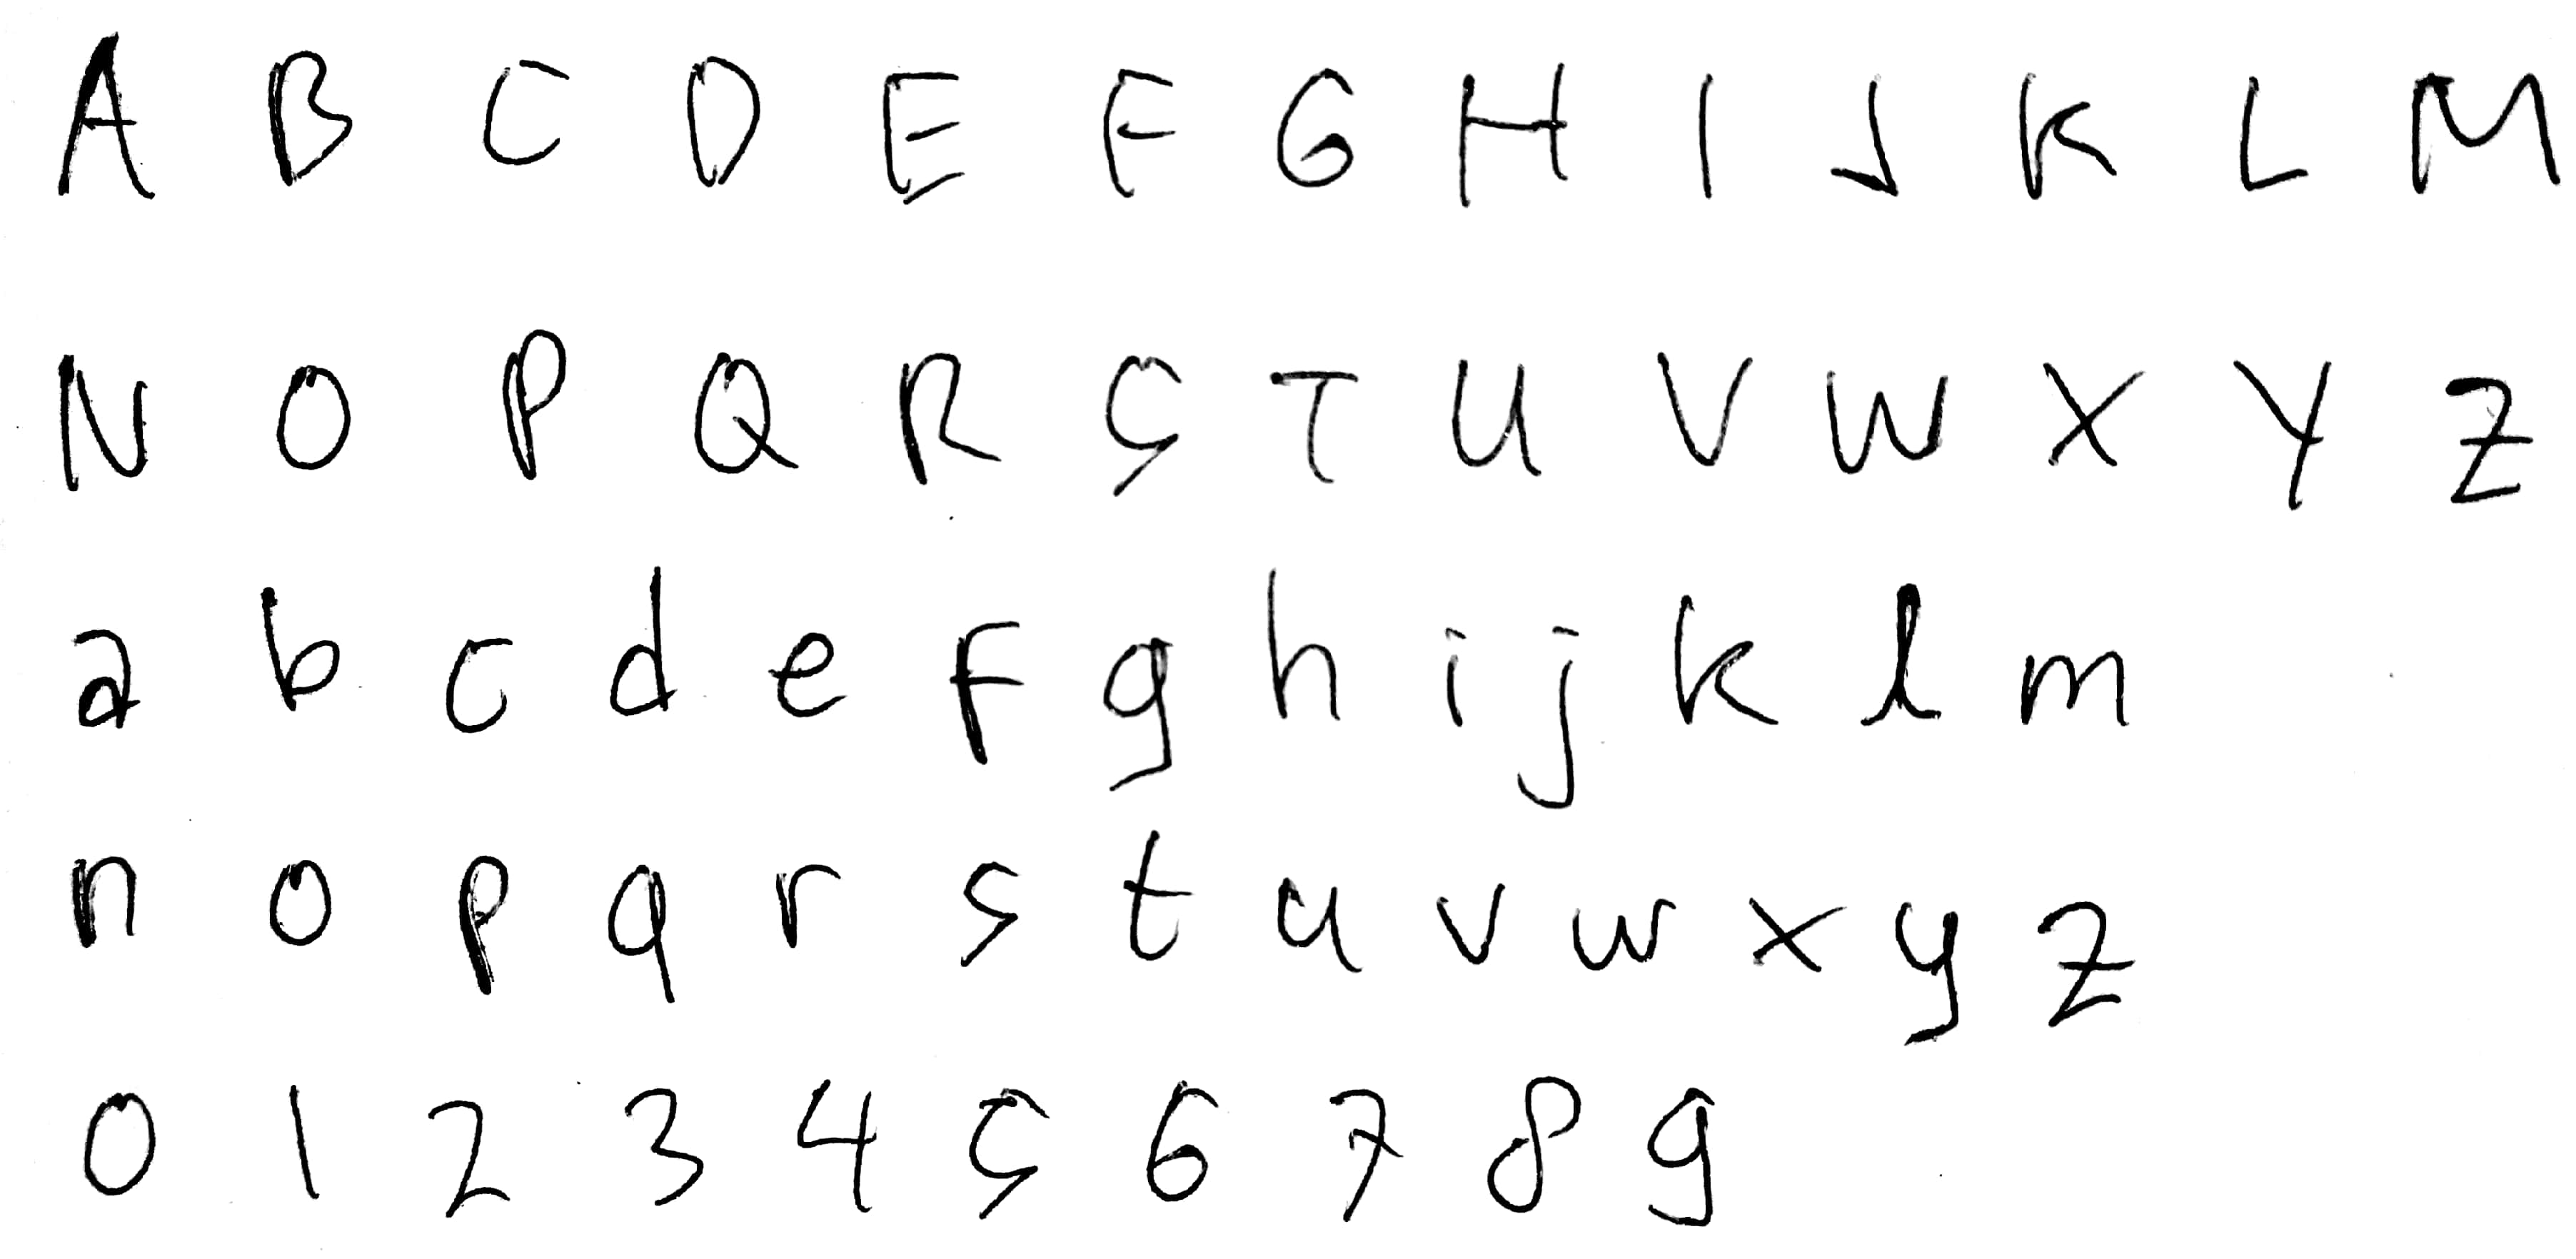 A B C D E F G H I J K L M
N O P Q R S T U V W X Y Z
a b c d e f g h i j k l m
n o p q r s t u v w x y z
0 1 2 3 4 5 6 7 8 9